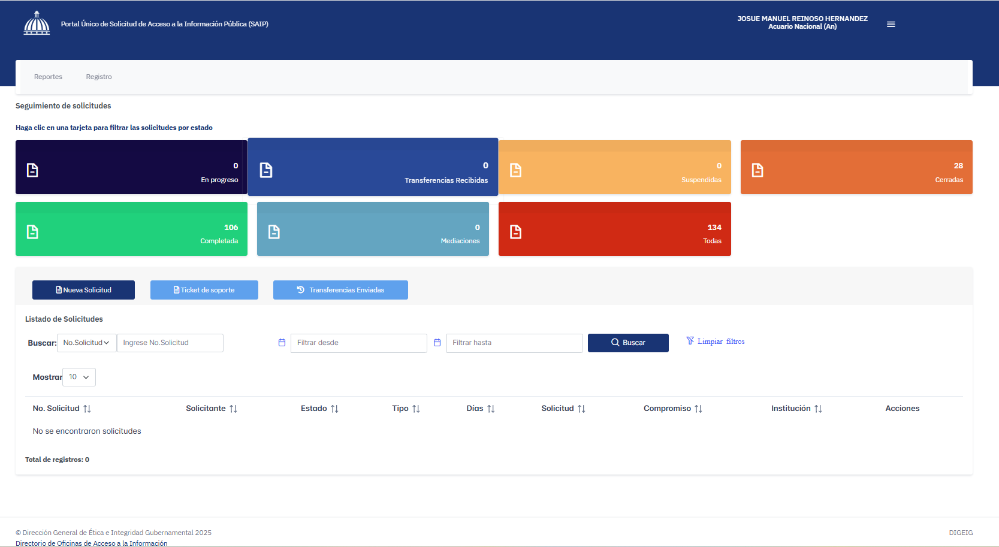 Portal Único de Solicitud de Acceso a la Información Pública (SAIP)
JOSUE MANUEL REINOSO HERNANDEZ
Acuario Nacional (An)
Reportes
Registro
Seguimiento de solicitudes
Haga clic en una tarjeta para filtrar las solicitudes por estado
0
En progreso
0
Transferencias Recibidas
0
Suspendidas
28
Cerradas
106
Completada
0
Mediaciones
134
Todas
Nueva Solicitud
Ticket de soporte
Transferencias Enviadas
Listado de Solicitudes
Buscar: No.Solicitud Ingrese No.Solicitud Filtrar desde Filtrar hasta Buscar Limpiar filtros
Mostrar 10
No. Solicitud Solicitante Estado Tipo Días Solicitud Compromiso Institución Acciones
No se encontraron solicitudes
Total de registros: 0
© Dirección General de Ética e Integridad Gubernamental 2025
DIGEIG
Directorio de Oficinas de Acceso a la Información